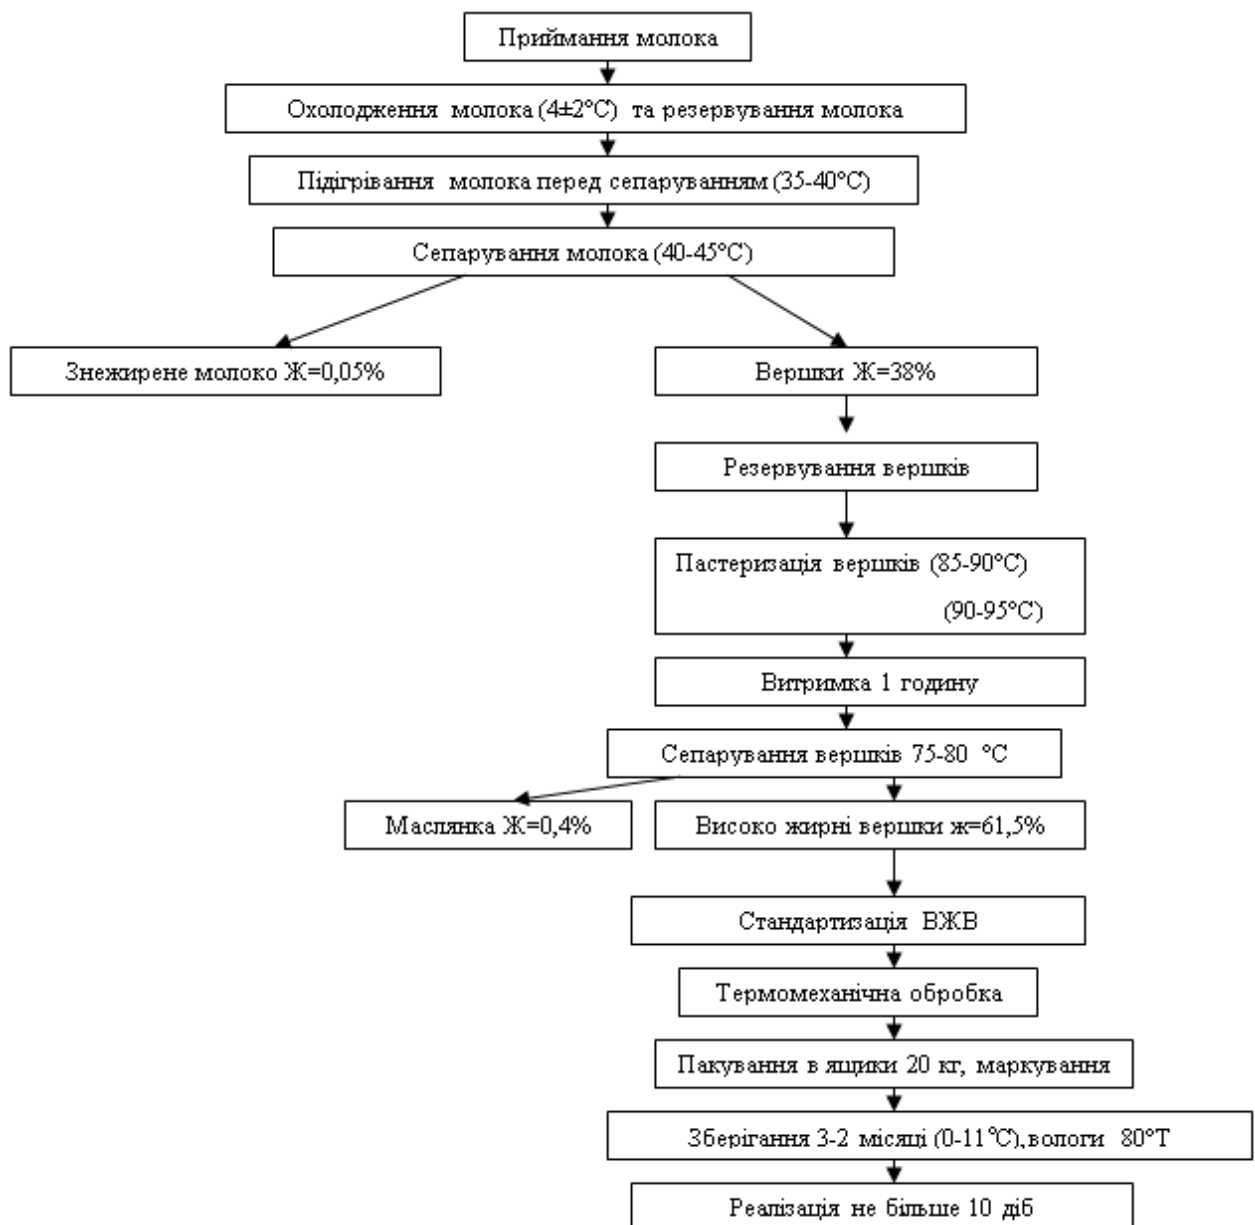 Приймання молока
Охолодження молока (4±2°С) та резервування молока
Підігрівання молока перед сепаруванням (35-40°С)
Сепарування молока (40-45°С)
Знежирене молоко Ж=0,05%
Вершки Ж=38%
Резервування вершків
Пастеризація вершків (85-90°С)
(90-95°С)
Витримка 1 годину
Сепарування вершків 75-80 °С
Маслянка Ж=0,4%
Високо жирні вершки ж=61,5%
Стандартизація ВЖВ
Термомеханічна обробка
Пакування в ящики 20 кг, маркування
Зберігання 3-2 місяці (0-11°С), вологи 80°Т
Реалізація не більше 10 діб